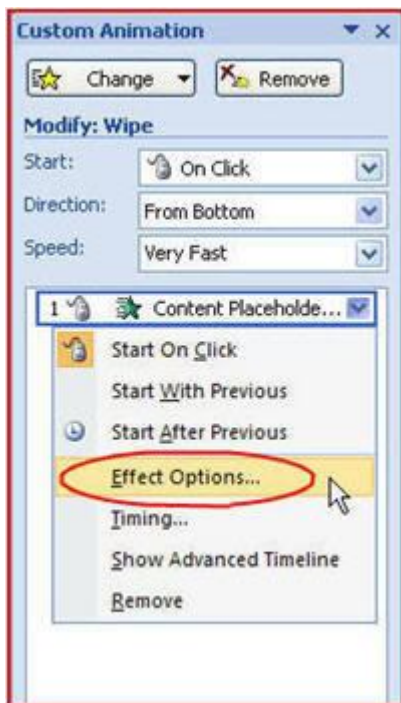 Custom Animation
Change Remove
Modify: Wipe
Start: On Click
Direction: From Bottom
Speed: Very Fast
1 Content Placeholde...
Start On Click
Start With Previous
Start After Previous
Effect Options...
Timing...
Show Advanced Timeline
Remove